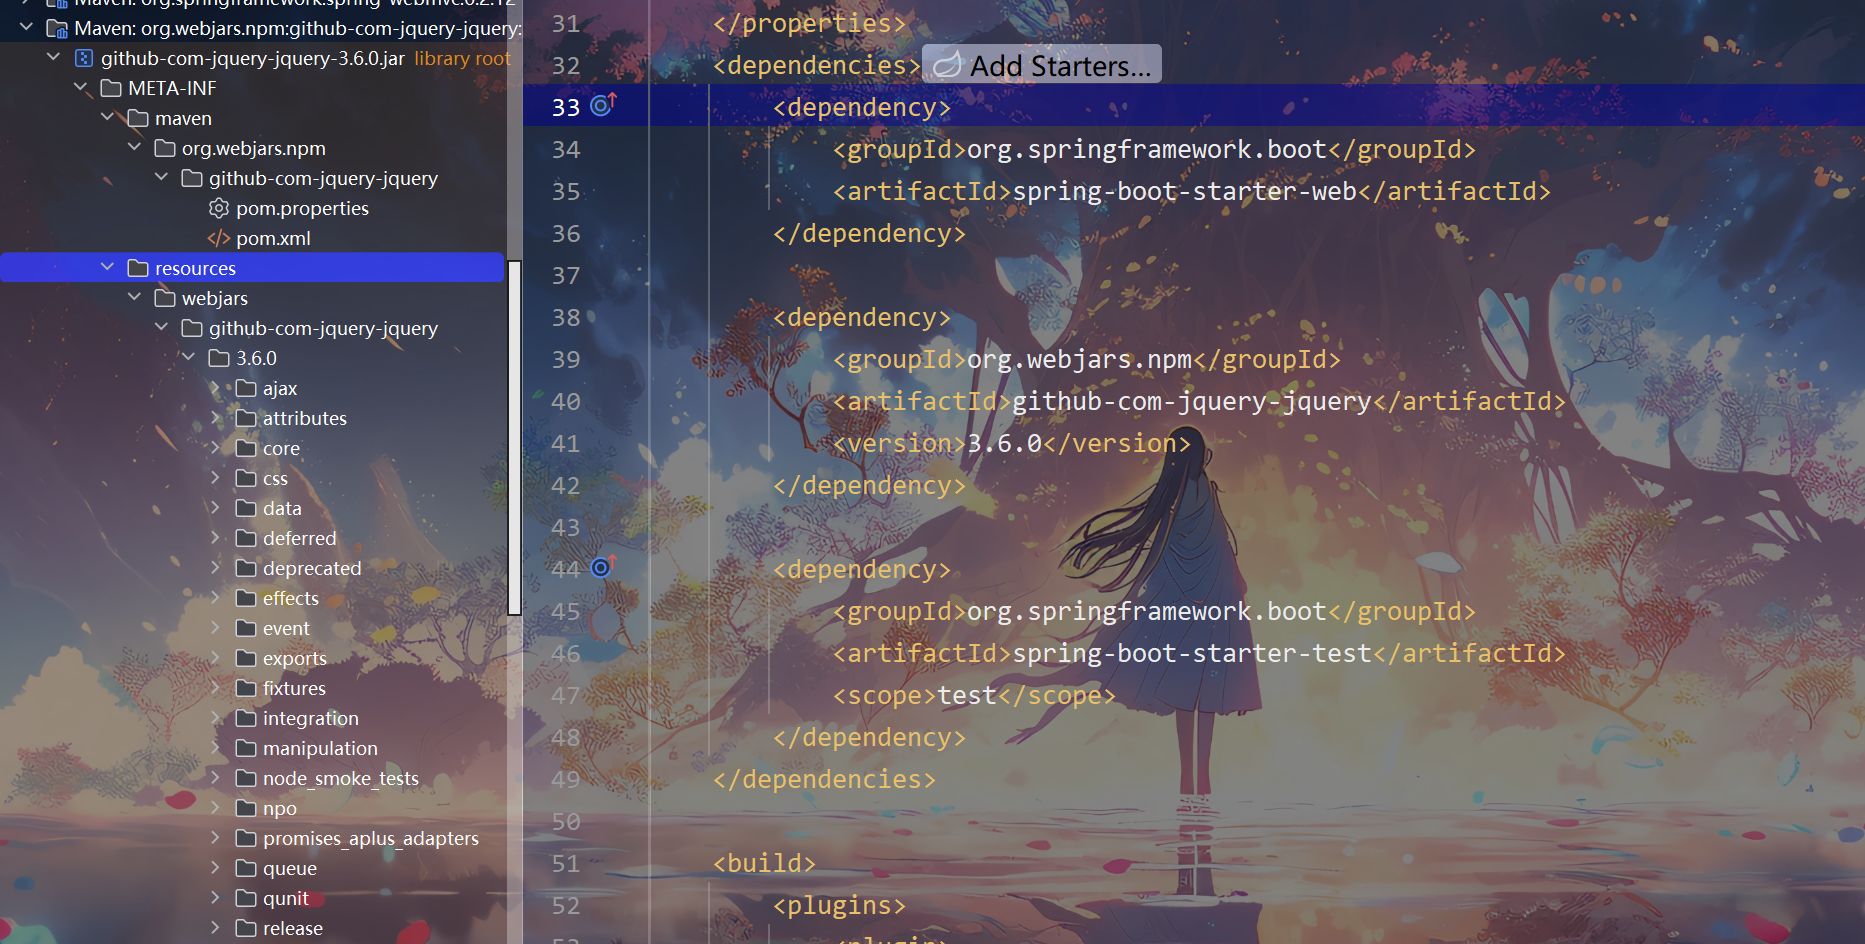 Maven: org.springframework:spring-webmvc:6.2.12
Maven: org.webjars.npm:github-com-jquery-jquery:
github-com-jquery-jquery-3.6.0.jar library root
META-INF
maven
org.webjars.npm
github-com-jquery-jquery
pom.properties
</> pom.xml
resources
webjars
github-com-jquery-jquery
3.6.0
ajax
attributes
core
css
data
deferred
deprecated
effects
event
exports
fixtures
integration
manipulation
node_smoke_tests
npo
promises_aplus_adapters
queue
qunit
release
31 </properties>
32 <dependencies> Add Starters...
33 <dependency>
34 <groupId>org.springframework.boot</groupId>
35 <artifactId>spring-boot-starter-web</artifactId>
36 </dependency>
37
38 <dependency>
39 <groupId>org.webjars.npm</groupId>
40 <artifactId>github-com-jquery-jquery</artifactId>
41 <version>3.6.0</version>
42 </dependency>
43
44 <dependency>
45 <groupId>org.springframework.boot</groupId>
46 <artifactId>spring-boot-starter-test</artifactId>
47 <scope>test</scope>
48 </dependency>
49 </dependencies>
50
51 <build>
52 <plugins>
53 <plugin>